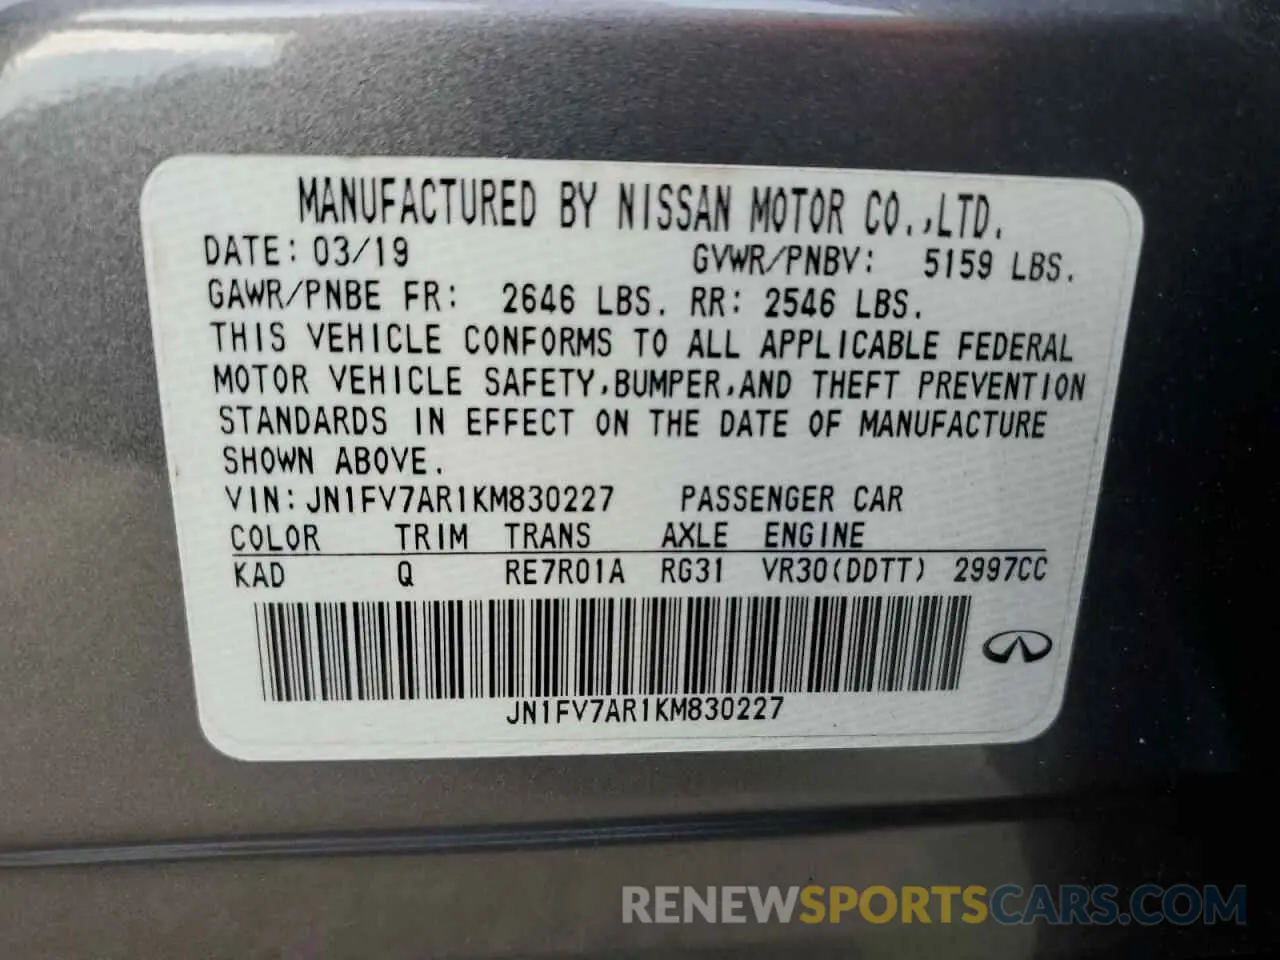 MANUFACTURED BY NISSAN MOTOR CO.,LTD.
DATE: 03/19 GVWR/PNBV: 5159 LBS.
GAWR/PNBE FR: 2646 LBS. RR: 2546 LBS.
THIS VEHICLE CONFORMS TO ALL APPLICABLE FEDERAL
MOTOR VEHICLE SAFETY,BUMPER,AND THEFT PREVENTION
STANDARDS IN EFFECT ON THE DATE OF MANUFACTURE
SHOWN ABOVE.
VIN:JN1FV7AR1KM830227 PASSENGER CAR
COLOR TRIM TRANS AXLE ENGINE
KAD Q RE7R01A RG31 VR30(DDTT) 2997CC
JN1FV7AR1KM830227
RENEWSPORTSCARS.COM